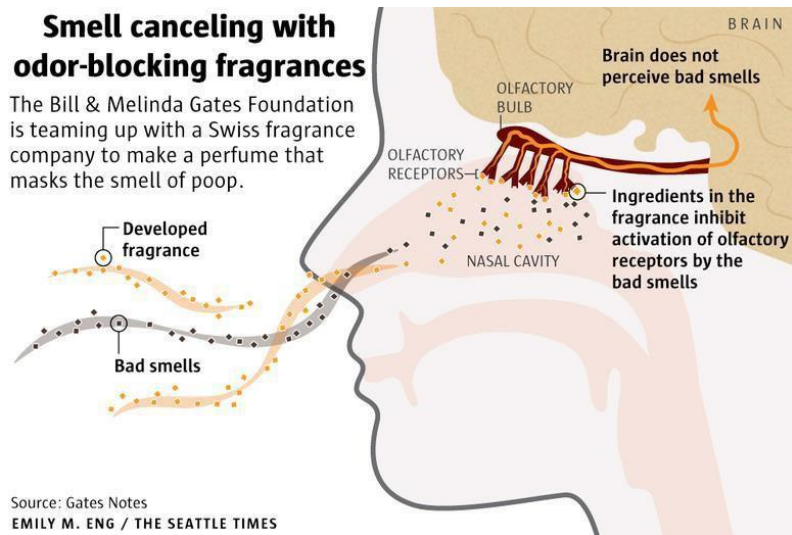 Smell canceling with
odor-blocking fragrances
The Bill & Melinda Gates Foundation
is teaming up with a Swiss fragrance
company to make a perfume that
masks the smell of poop.
Developed
fragrance
Bad smells
BRAIN
Brain does not
perceive bad smells
OLFACTORY
BULB
OLFACTORY
RECEPTORS
Ingredients in the
fragrance inhibit
activation of olfactory
receptors by the
bad smells
NASAL CAVITY
Source: Gates Notes
EMILY M. ENG / THE SEATTLE TIMES